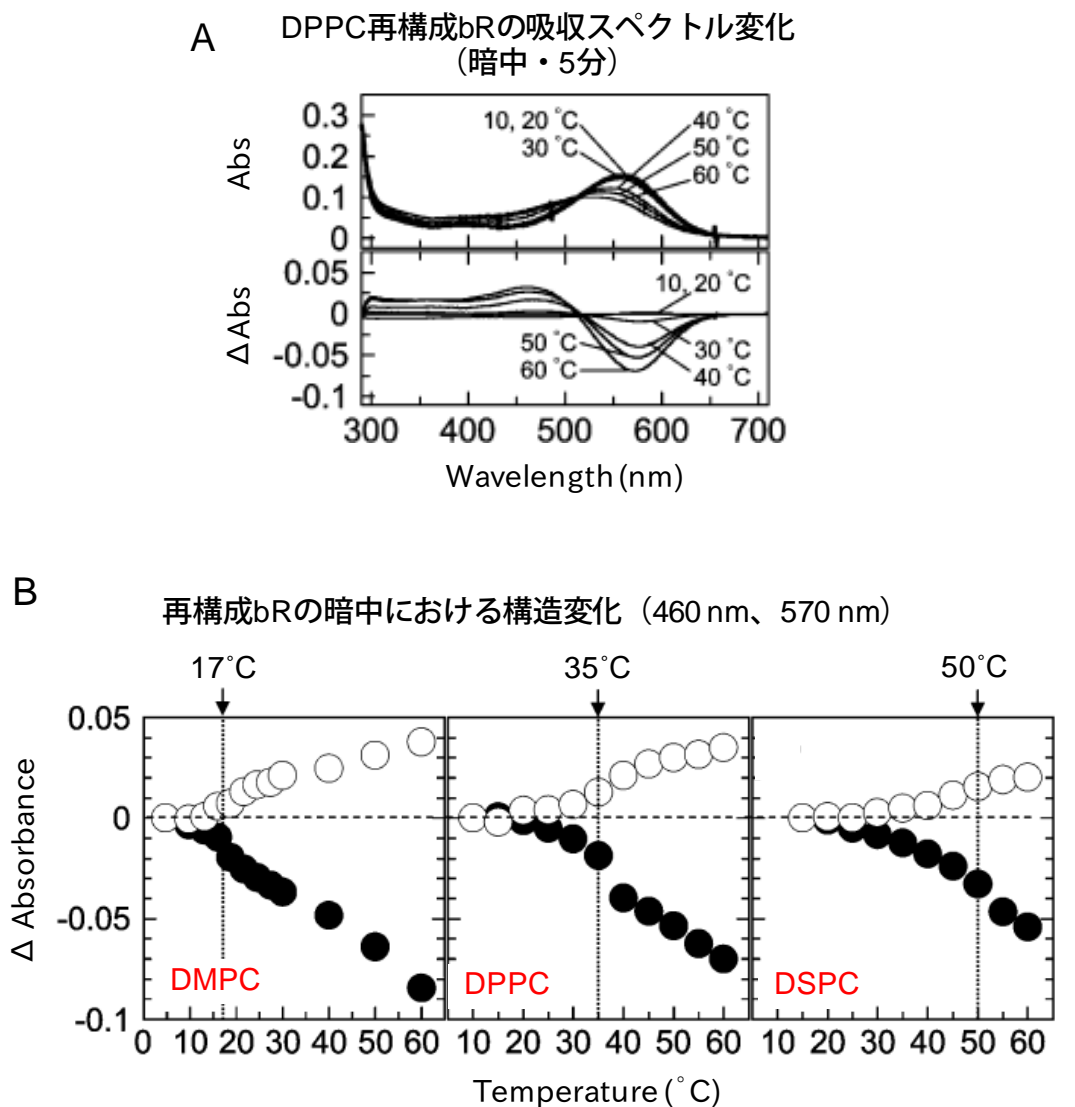 A
DPPC再構成bRの吸収スペクトル変化
（暗中・5分）
Abs
0.3
0.2
0.1
0
10, 20 °C
30 °C
40 °C
50 °C
60 °C
Δ Abs
0.05
0
-0.05
-0.1
10, 20 °C
50 °C
60 °C
30 °C
40 °C
300 400 500 600 700
Wavelength (nm)
B
再構成bRの暗中における構造変化（460 nm、570 nm）
17°C 35°C 50°C
Δ Absorbance
0.05
0
-0.05
-0.1
DMPC DPPC DSPC
0 10 20 30 40 50 60 10 20 30 40 50 60 10 20 30 40 50 60
Temperature (°C)